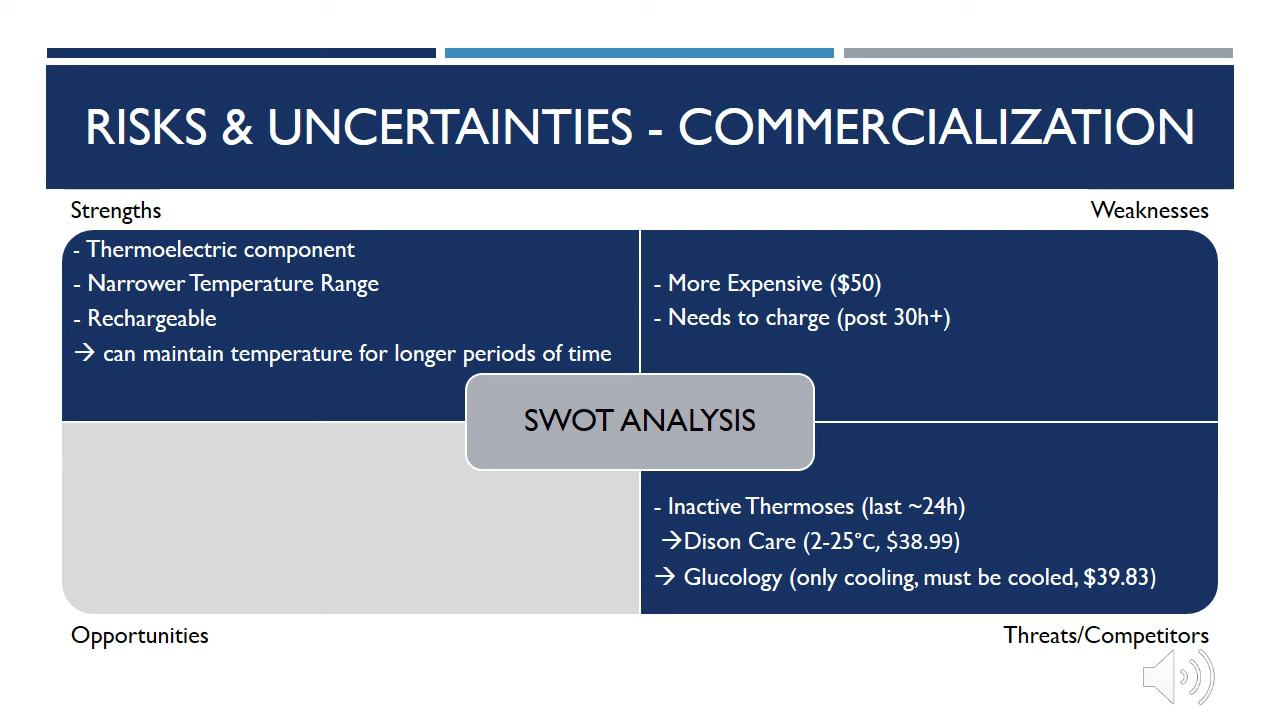 RISKS & UNCERTAINTIES - COMMERCIALIZATION
Strengths
Weaknesses
- Thermoelectric component
- Narrower Temperature Range
- Rechargeable
→ can maintain temperature for longer periods of time
- More Expensive ($50)
- Needs to charge (post 30h+)
SWOT ANALYSIS
- Inactive Thermoses (last ~24h)
→Dison Care (2-25°C, $38.99)
→ Glucology (only cooling, must be cooled, $39.83)
Opportunities
Threats/Competitors